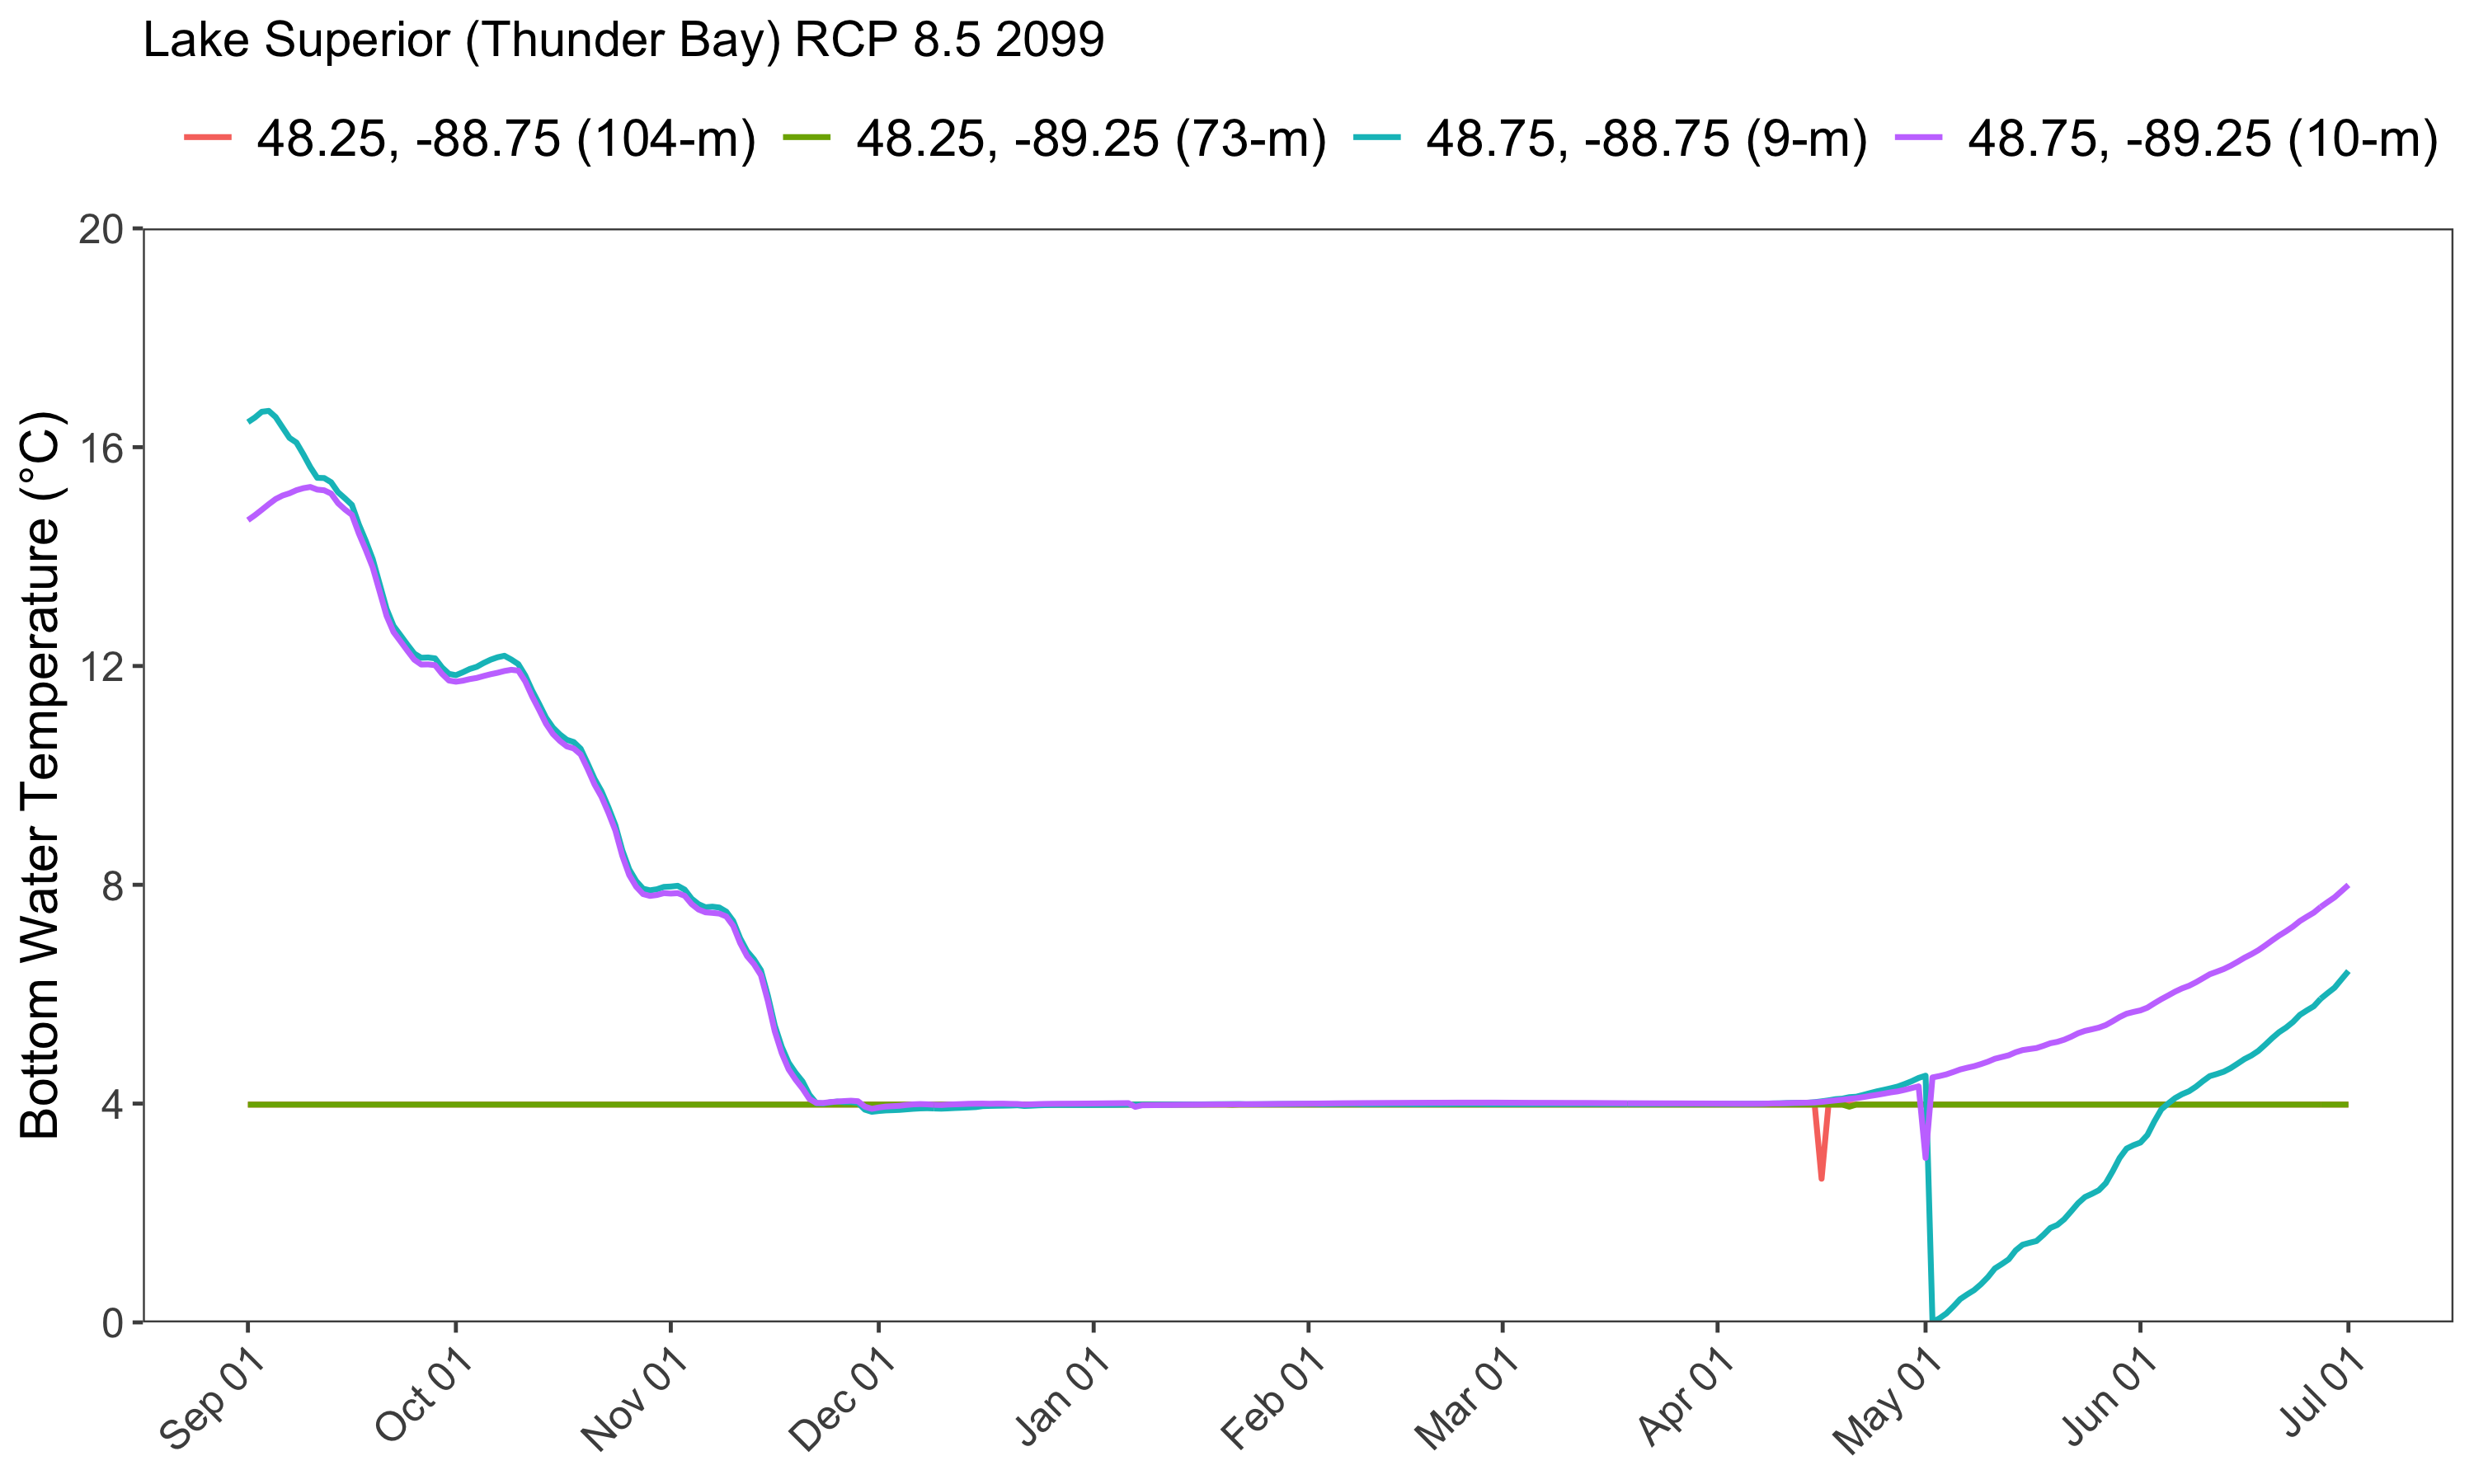 Lake Superior (Thunder Bay) RCP 8.5 2099
48.25, -88.75 (104-m) 48.25, -89.25 (73-m) 48.75, -88.75 (9-m) 48.75, -89.25 (10-m)
Bottom Water Temperature (°C)
20
16
12
8
4
0
Sep 01 Oct 01 Nov 01 Dec 01 Jan 01 Feb 01 Mar 01 Apr 01 May 01 Jun 01 Jul 01